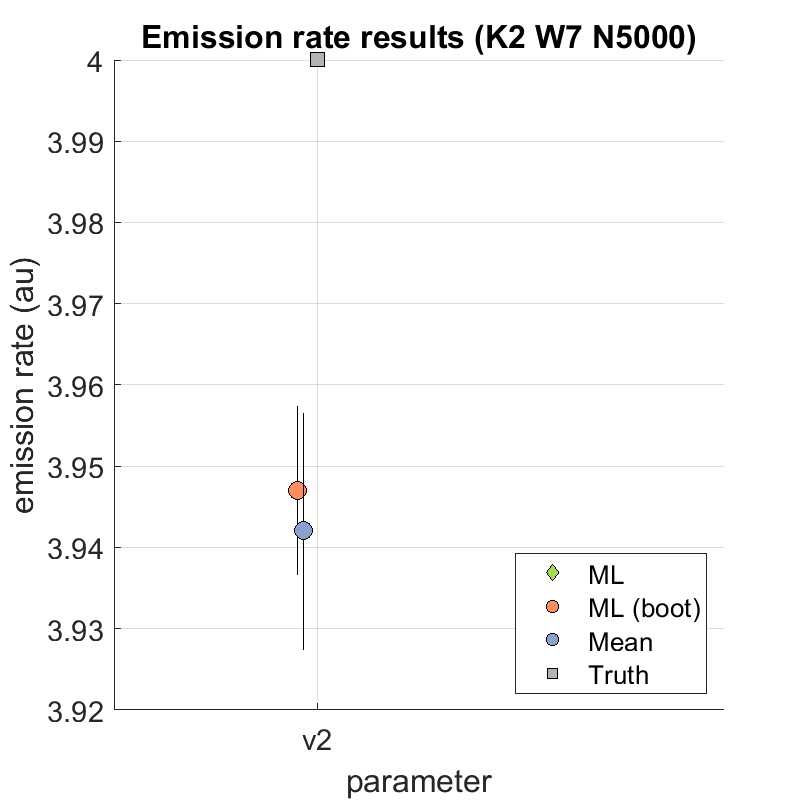 Emission rate results (K2 W7 N5000)
4
3.99
3.98
3.97
3.96
3.95
3.94
3.93
3.92
emission rate (au)
ML
ML (boot)
Mean
Truth
v2
parameter